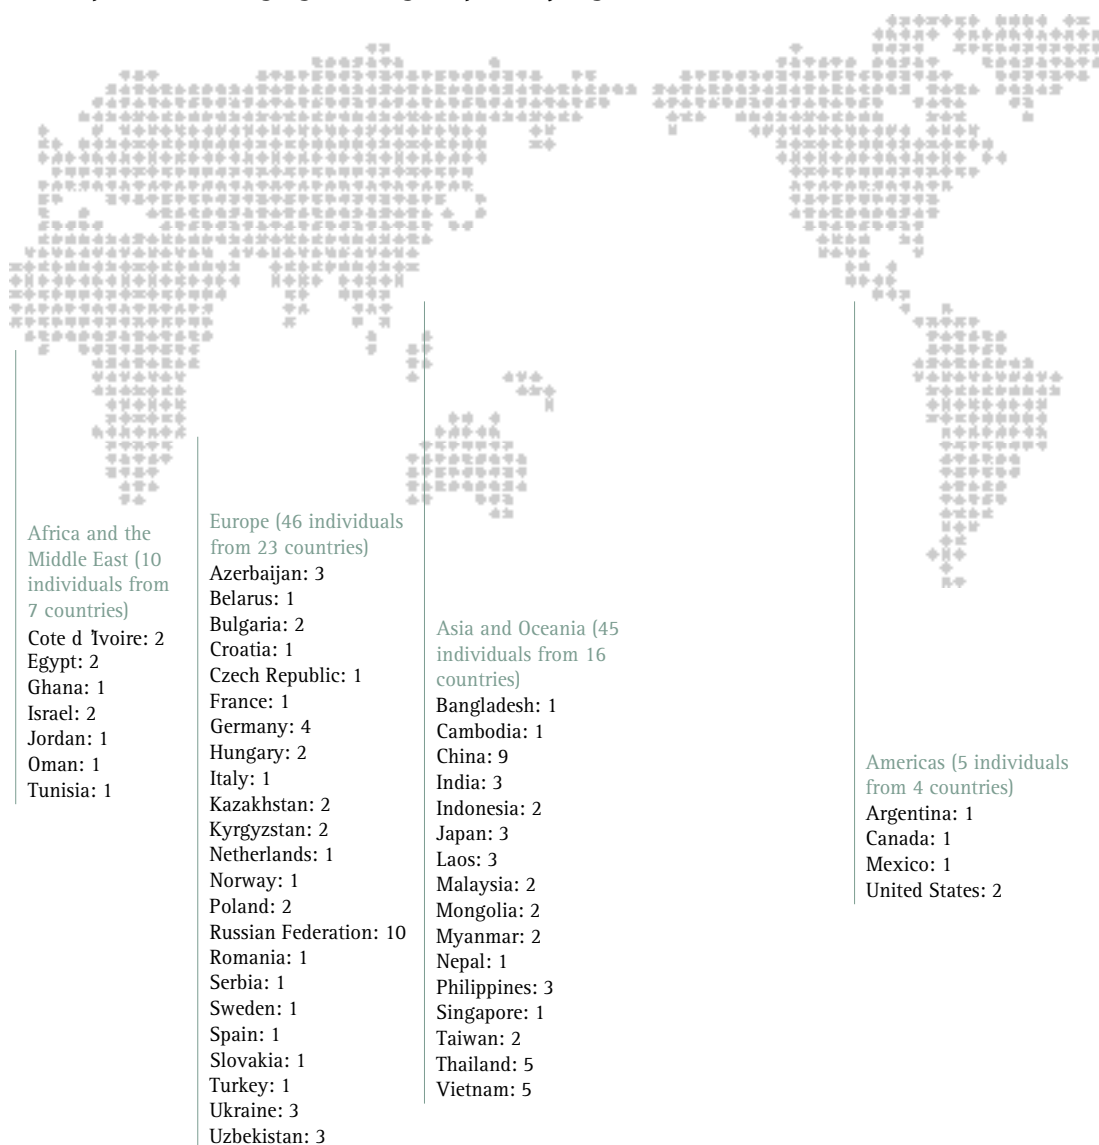 Africa and the
Middle East (10
individuals from
7 countries)
Cote d 'Ivoire: 2
Egypt: 2
Ghana: 1
Israel: 2
Jordan: 1
Oman: 1
Tunisia: 1
Europe (46 individuals
from 23 countries)
Azerbaijan: 3
Belarus: 1
Bulgaria: 2
Croatia: 1
Czech Republic: 1
France: 1
Germany: 4
Hungary: 2
Italy: 1
Kazakhstan: 2
Kyrgyzstan: 2
Netherlands: 1
Norway: 1
Poland: 2
Russian Federation: 10
Romania: 1
Serbia: 1
Sweden: 1
Spain: 1
Slovakia: 1
Turkey: 1
Ukraine: 3
Uzbekistan: 3
Asia and Oceania (45
individuals from 16
countries)
Bangladesh: 1
Cambodia: 1
China: 9
India: 3
Indonesia: 2
Japan: 3
Laos: 3
Malaysia: 2
Mongolia: 2
Myanmar: 2
Nepal: 1
Philippines: 3
Singapore: 1
Taiwan: 2
Thailand: 5
Vietnam: 5
Americas (5 individuals
from 4 countries)
Argentina: 1
Canada: 1
Mexico: 1
United States: 2